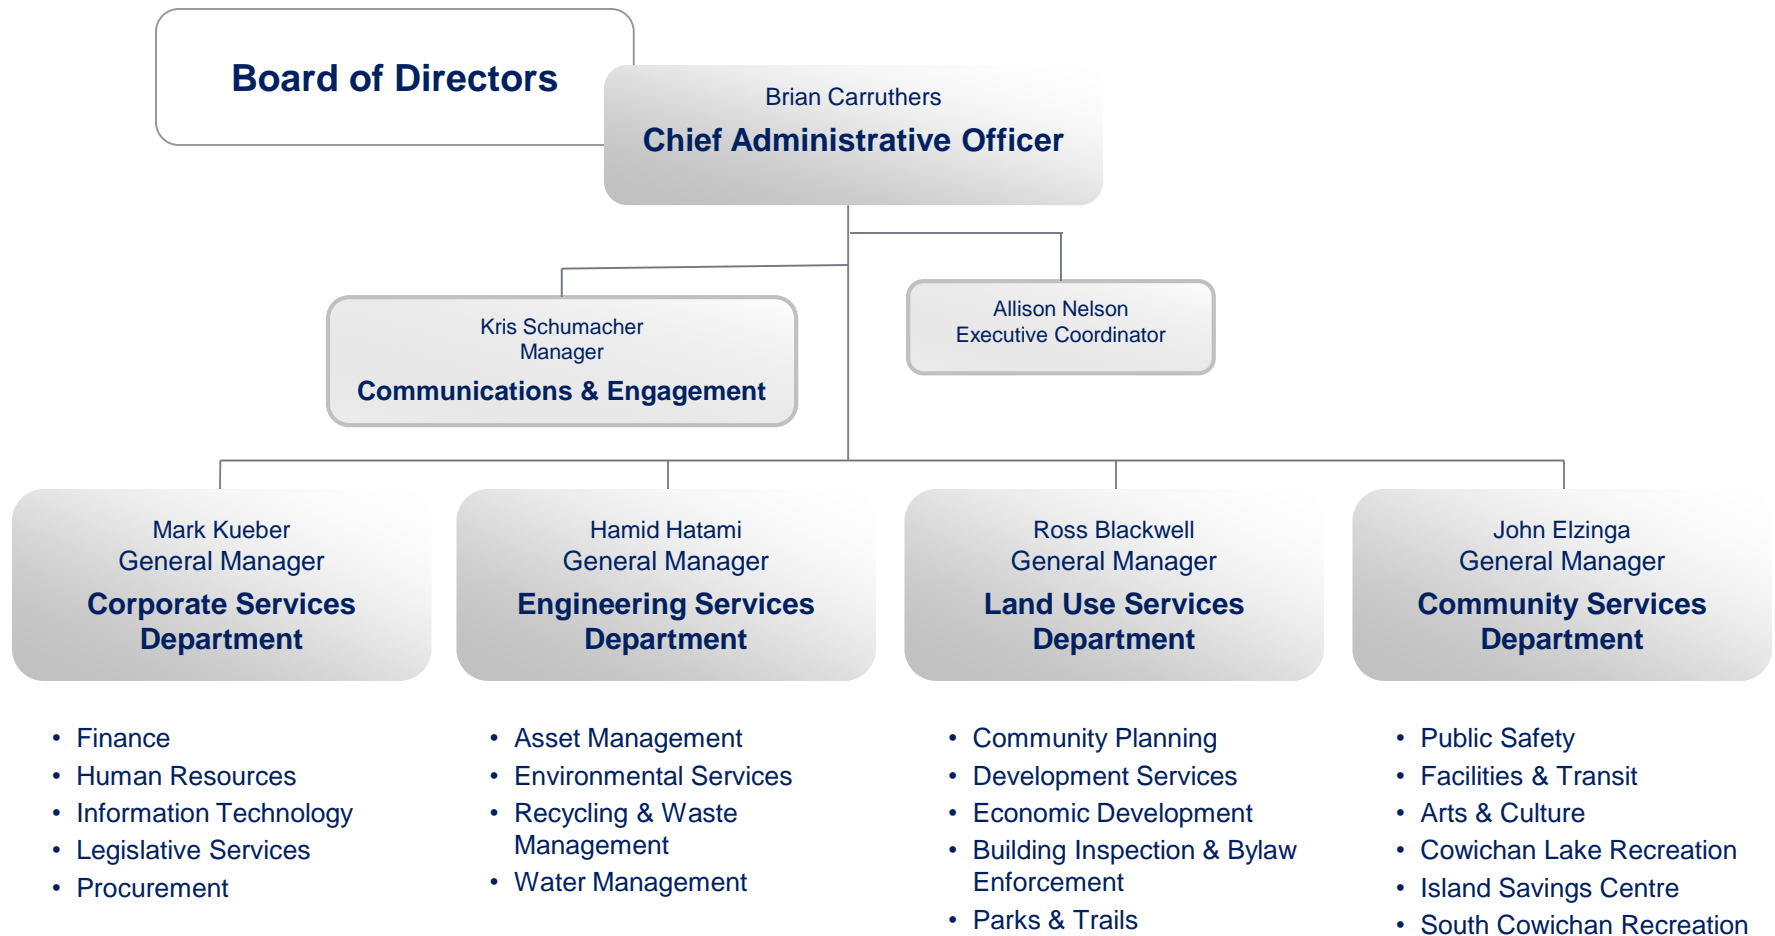 Board of Directors
Brian Carruthers
Chief Administrative Officer
Kris Schumacher
Manager
Communications & Engagement
Allison Nelson
Executive Coordinator
Mark Kueber
General Manager
Corporate Services
Department
Hamid Hatami
General Manager
Engineering Services
Department
Ross Blackwell
General Manager
Land Use Services
Department
John Elzinga
General Manager
Community Services
Department
• Finance
• Human Resources
• Information Technology
• Legislative Services
• Procurement
• Asset Management
• Environmental Services
• Recycling & Waste
Management
• Water Management
• Community Planning
• Development Services
• Economic Development
• Building Inspection & Bylaw
Enforcement
• Parks & Trails
• Public Safety
• Facilities & Transit
• Arts & Culture
• Cowichan Lake Recreation
• Island Savings Centre
• South Cowichan Recreation